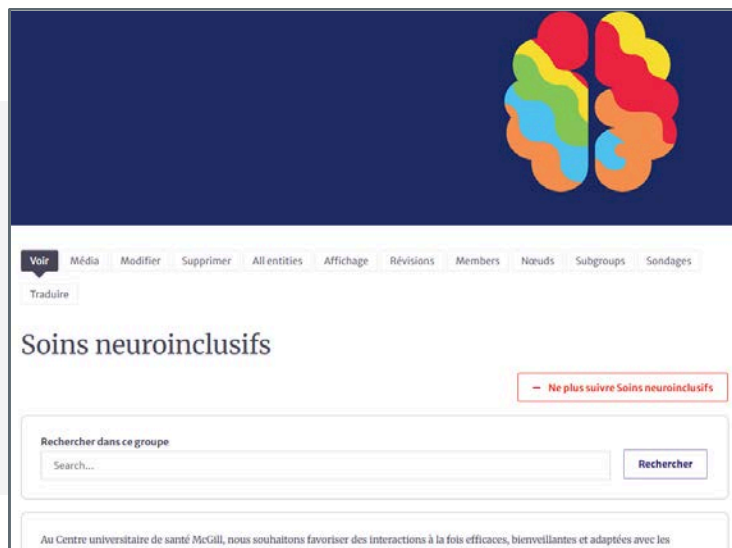 Voir Média Modifier Supprimer All entities Affichage Révisions Members Nœuds Subgroups Sondages
Traduire
Soins neuroinclusifs
– Ne plus suivre Soins neuroinclusifs
Rechercher dans ce groupe
Search...
Rechercher
Au Centre universitaire de santé McGill, nous souhaitons favoriser des interactions à la fois efficaces, bienveillantes et adaptées avec les